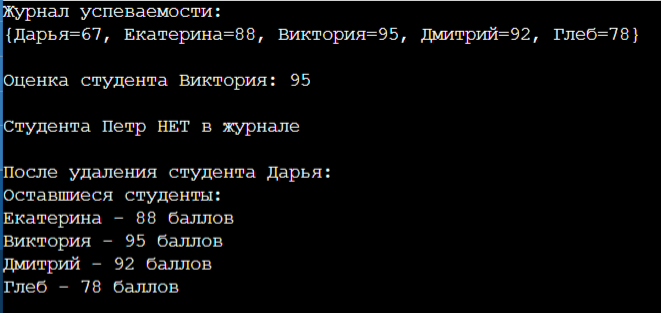 Журнал успеваемости:
{Дарья=67, Екатерина=88, Виктория=95, Дмитрий=92, Глеб=78}
Оценка студента Виктория: 95
Студента Петр НЕТ в журнале
После удаления студента Дарья:
Оставшиеся студенты:
Екатерина – 88 баллов
Виктория – 95 баллов
Дмитрий – 92 баллов
Глеб – 78 баллов